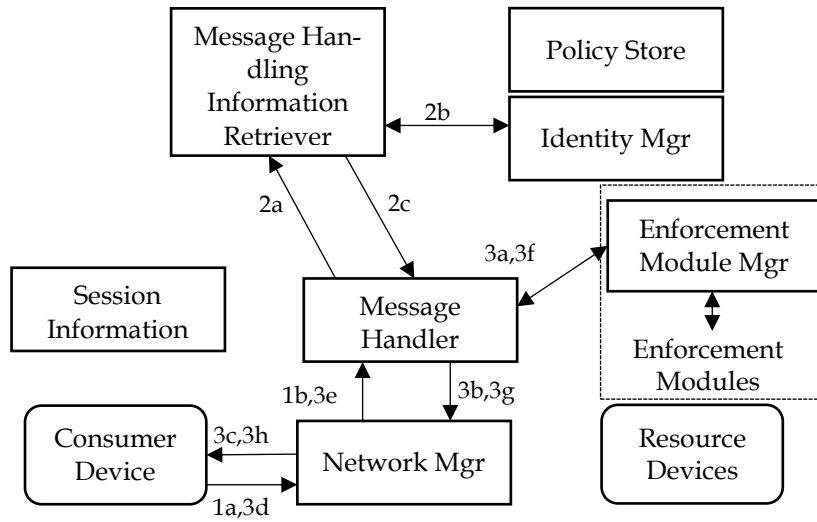 Message Han-
dling
Information
Retriever
Policy Store
2b
Identity Mgr
2a
2c
3a,3f
Enforcement
Module Mgr
Session
Information
Message
Handler
Enforcement
Modules
1b,3e
3b,3g
Consumer
Device
3c,3h
Network Mgr
Resource
Devices
1a,3d